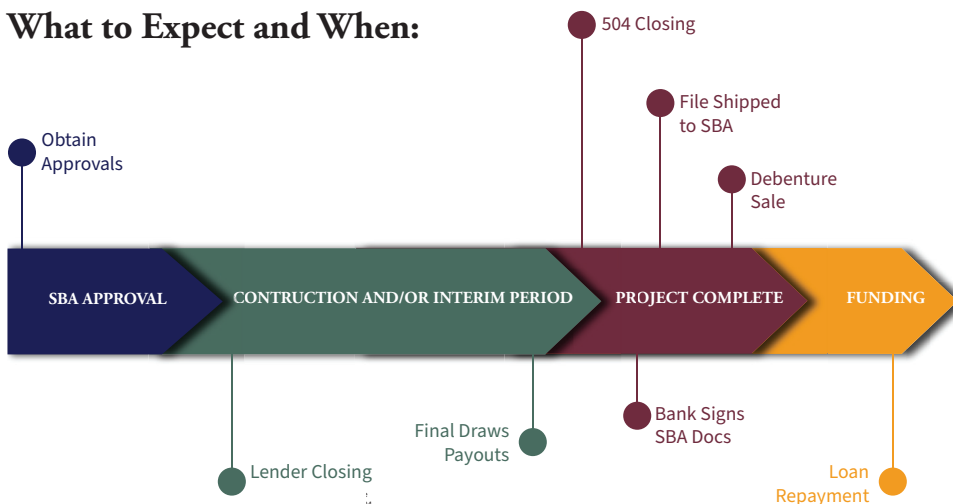 What to Expect and When:
504 Closing
File Shipped
to SBA
Obtain
Approvals
Debenture
Sale
SBA APPROVAL
CONTRUCTION AND/OR INTERIM PERIOD
PROJECT COMPLETE
FUNDING
Bank Signs
SBA Docs
Final Draws
Payouts
Lender Closing
Loan
Repayment